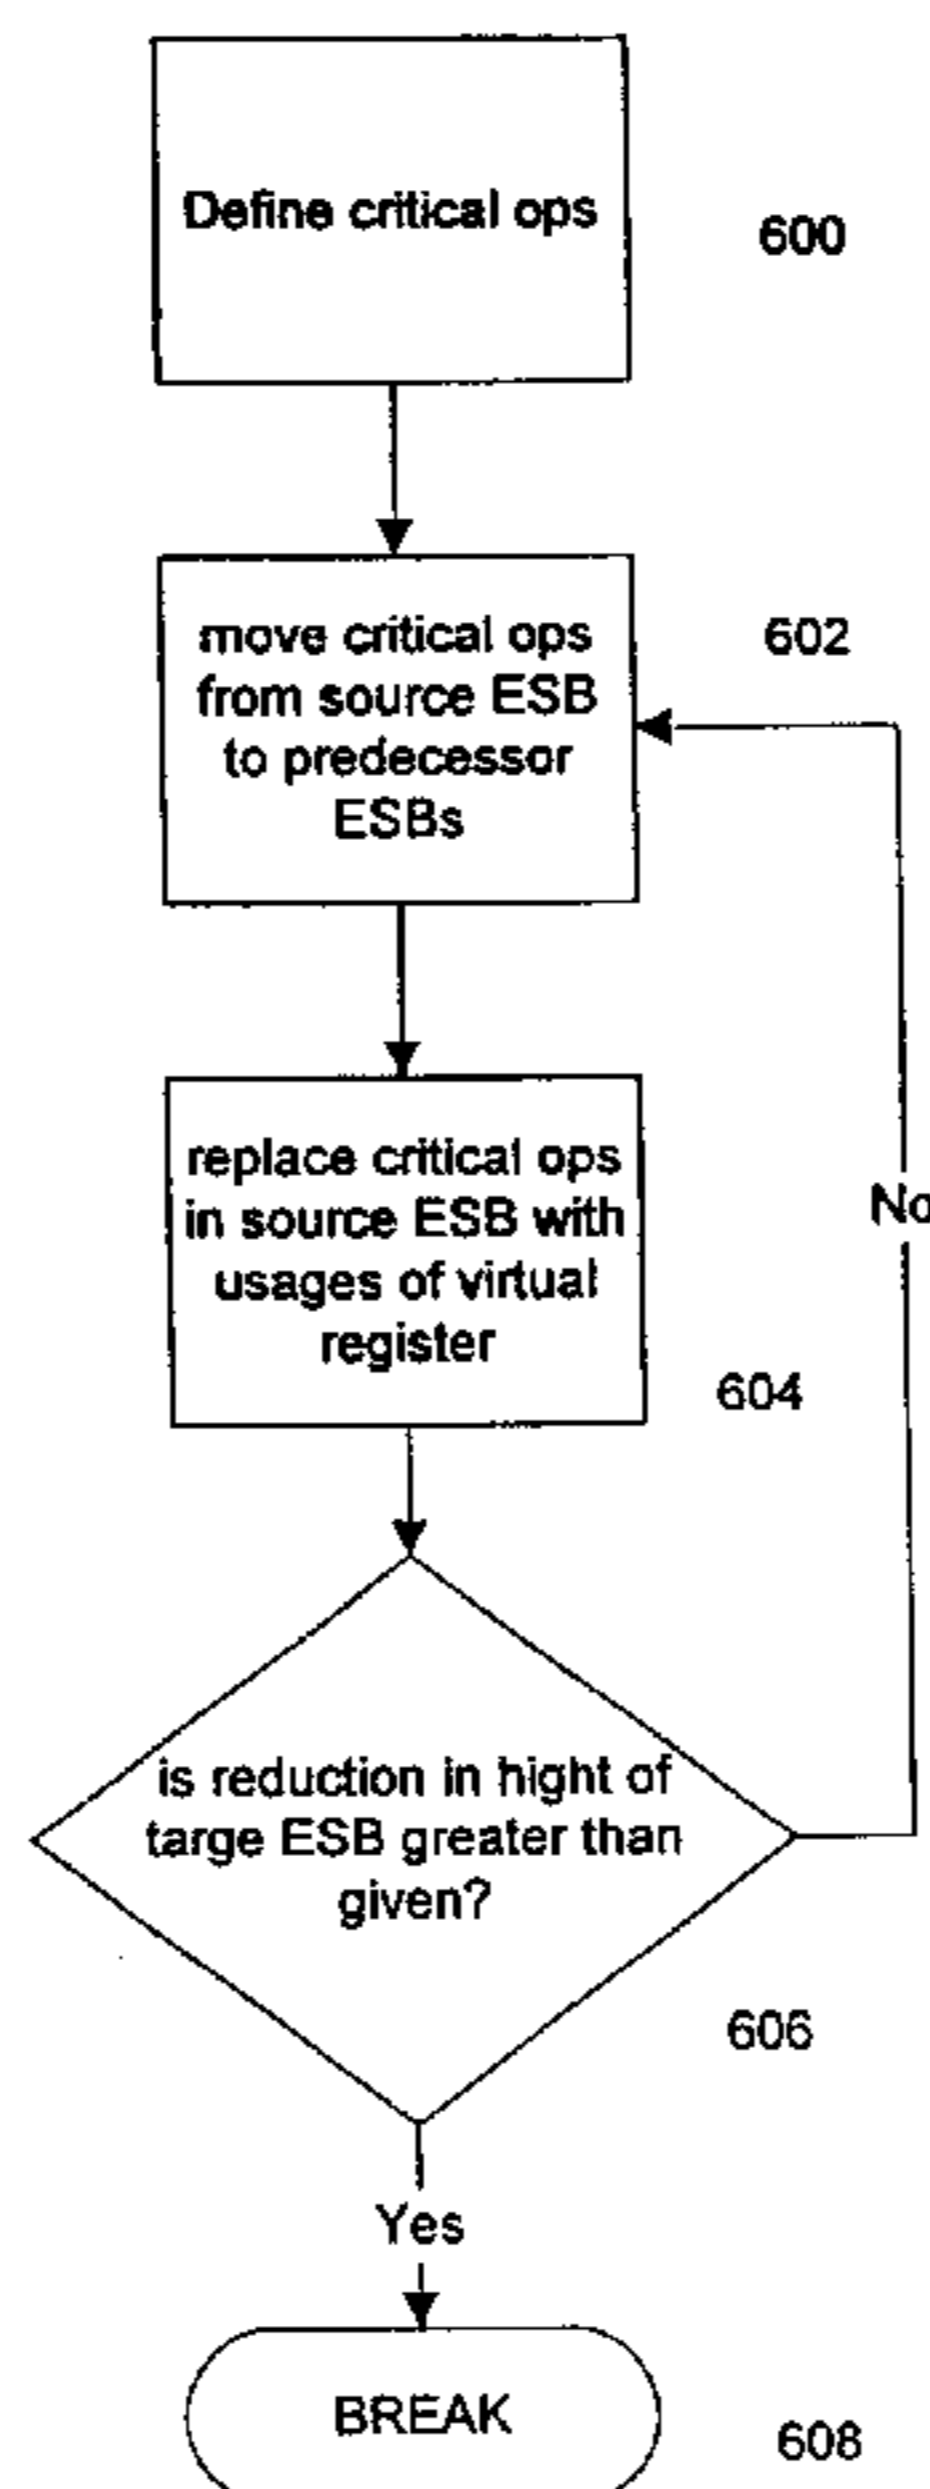 Define critical ops
600
move critical ops
from source ESB
to predecessor
ESBs
602
replace critical ops
in source ESB with
usages of virtual
register
No
604
is reduction in hight of
targe ESB greater than
given?
606
Yes
BREAK
608